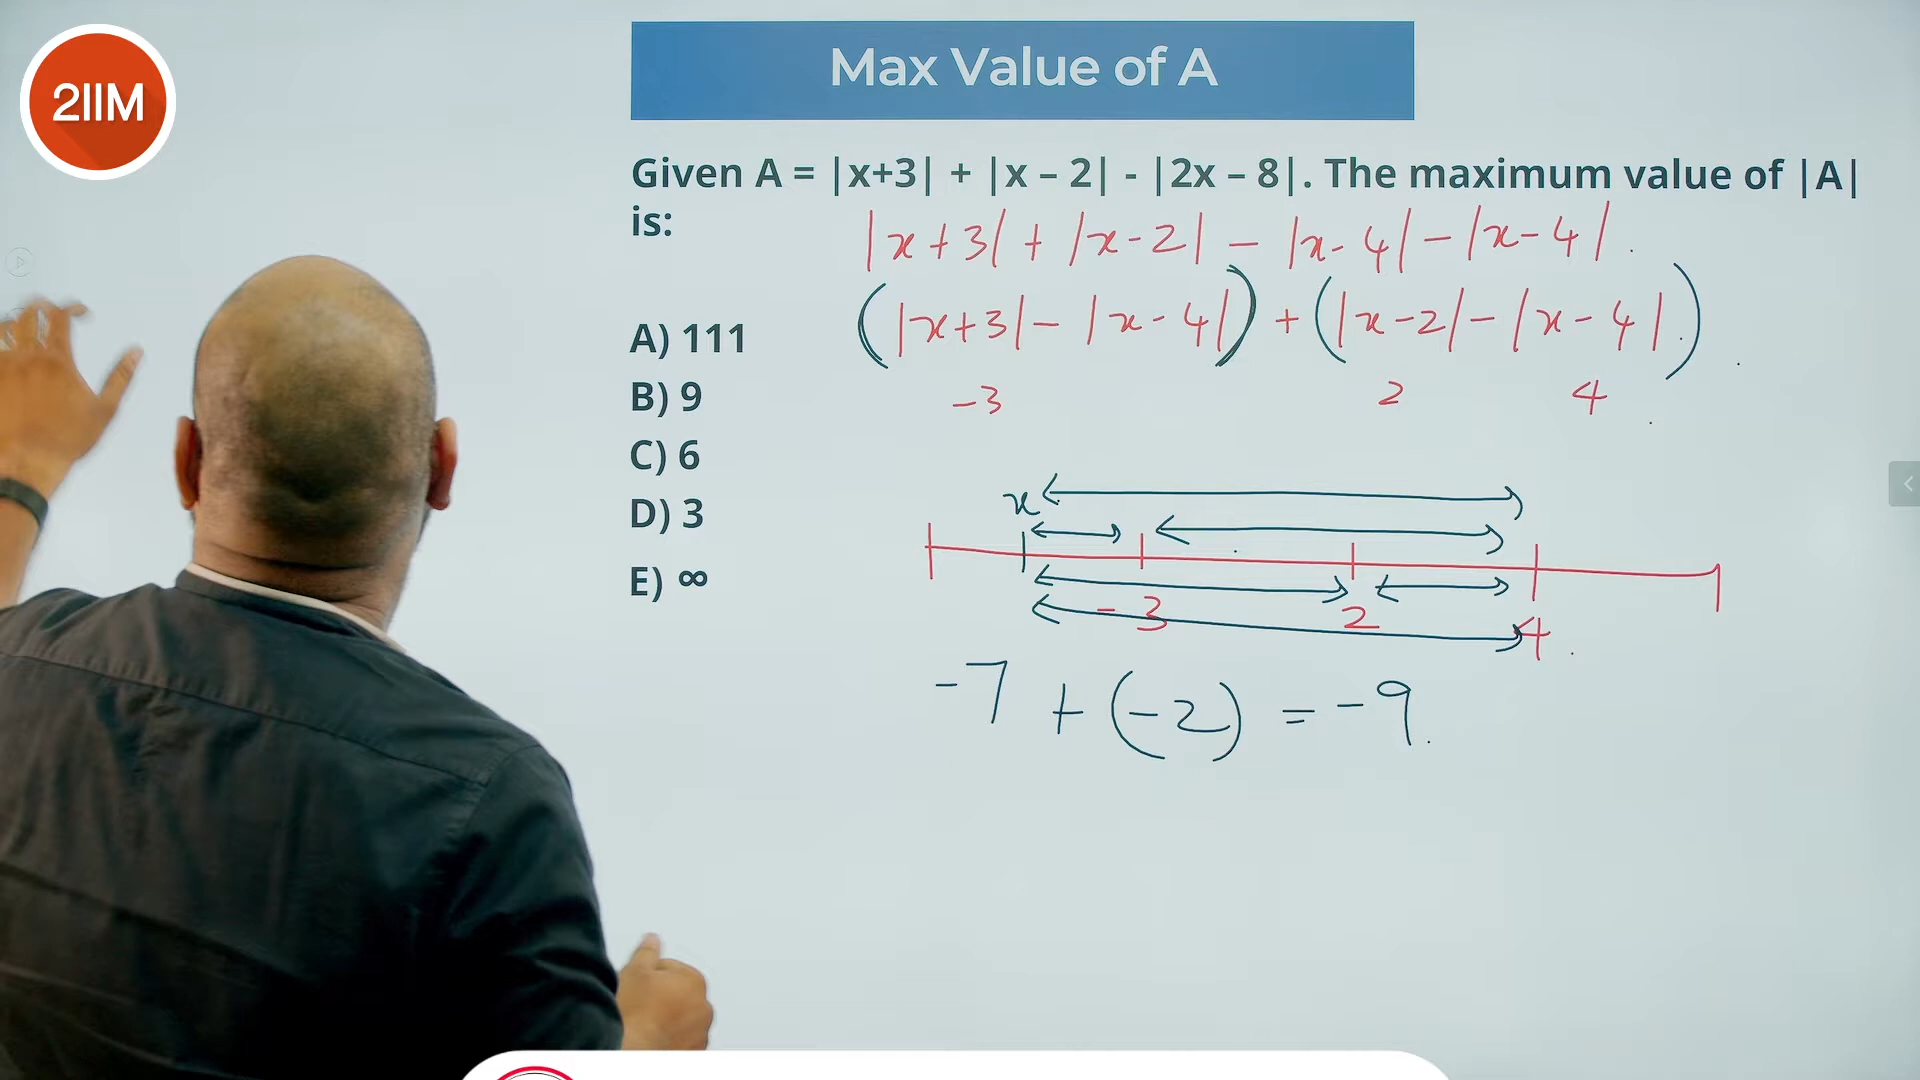 2IIM
Max Value of A
Given A = |x+3| + |x – 2| - |2x – 8|. The maximum value of |A|
is:
|x+3| + |x-2| - |x-4| - |x-4|
(|x+3| - |x-4|) + (|x-2| - |x-4|)
A) 111
B) 9
-3 2 4
C) 6
D) 3
x
E) ∞
-3 2 4
-7 + (-2) = -9